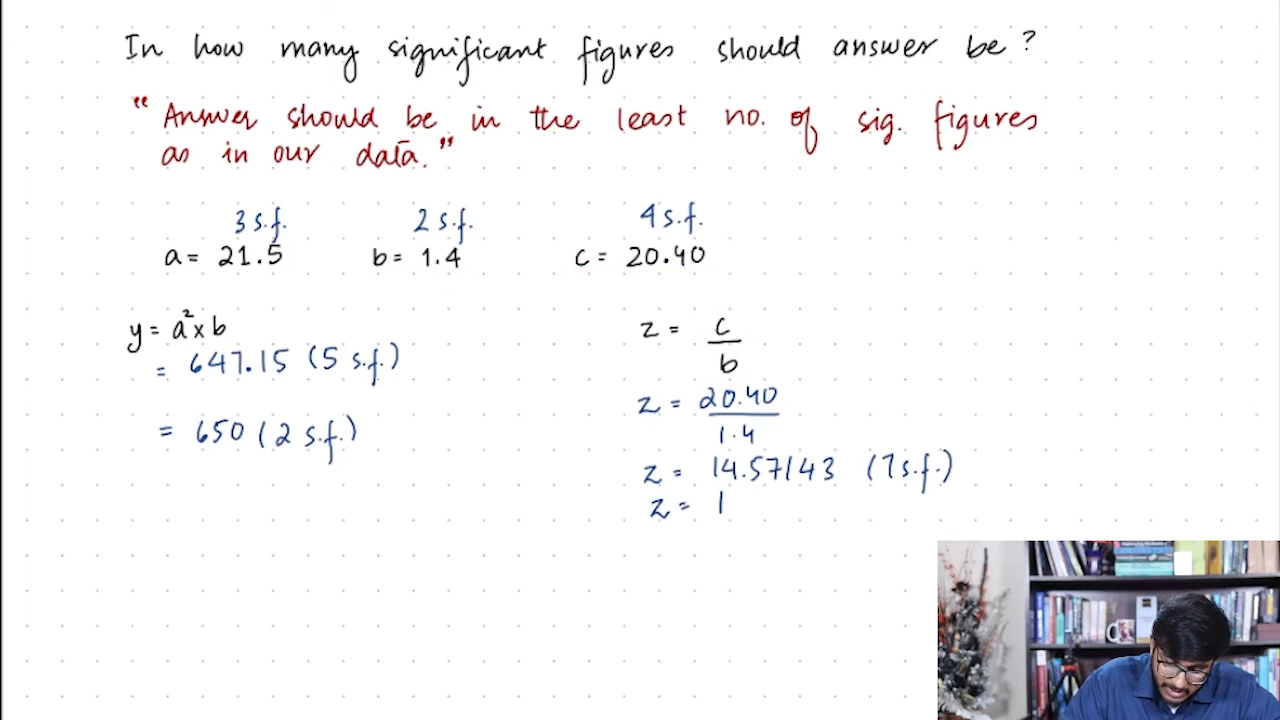 In how many significant figures should answer be?
"Answer should be in the least no. of sig. figures
as in our data."
3 s.f. 2 s.f. 4 s.f.
a = 21.5 b = 1.4 c = 20.40
y = a² x b
= 647.15 (5 s.f.)
= 650 (2 s.f.)
z = c/b
z = 20.40/1.4
z = 14.57143 (7 s.f.)
z = 1